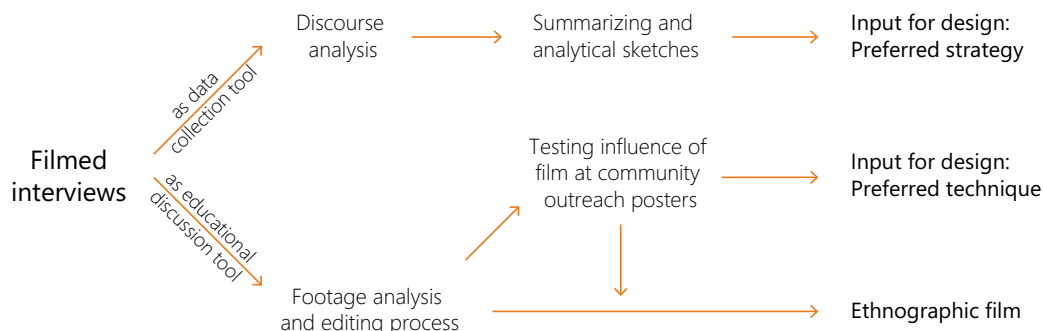 Discourse
analysis
Summarizing and
analytical sketches
Input for design:
Preferred strategy
as data
collection tool
Filmed
interviews
Testing influence of
film at community
outreach posters
Input for design:
Preferred technique
as educational
discussion tool
Footage analysis
and editing process
Ethnographic film